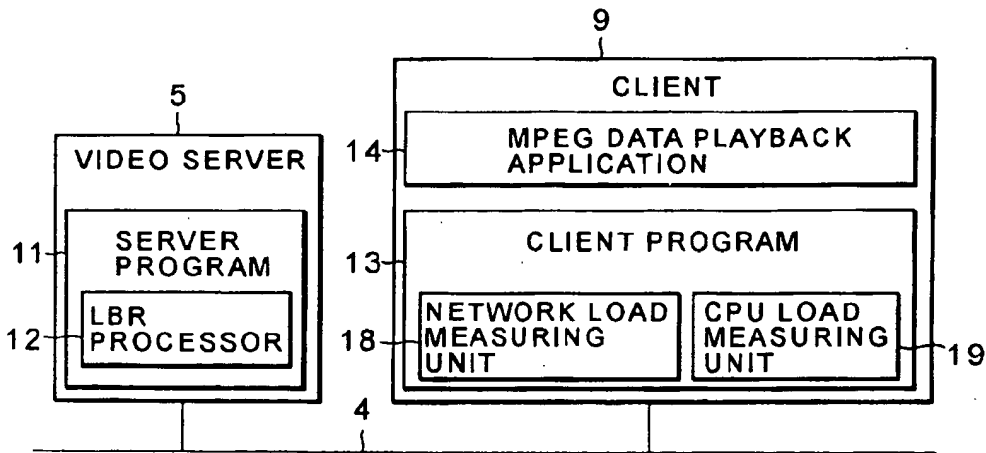 9
CLIENT
14
MPEG DATA PLAYBACK
APPLICATION
13
CLIENT PROGRAM
18
NETWORK LOAD
MEASURING
UNIT
CPU LOAD
MEASURING
UNIT
19
5
VIDEO SERVER
11
SERVER
PROGRAM
12
LBR
PROCESSOR
4